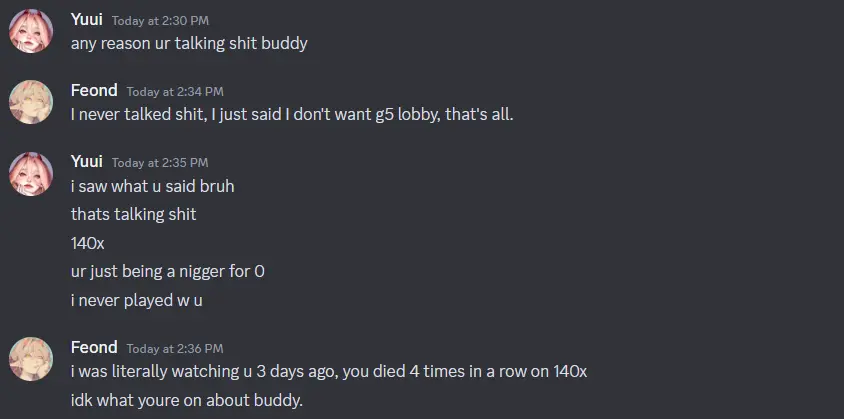 Yuui Today at 2:30 PM
any reason ur talking shit buddy
Feond Today at 2:34 PM
I never talked shit, I just said I don't want g5 lobby, that's all.
Yuui Today at 2:35 PM
i saw what u said bruh
thats talking shit
140x
ur just being a nigger for 0
i never played w u
Feond Today at 2:36 PM
i was literally watching u 3 days ago, you died 4 times in a row on 140x
idk what youre on about buddy.